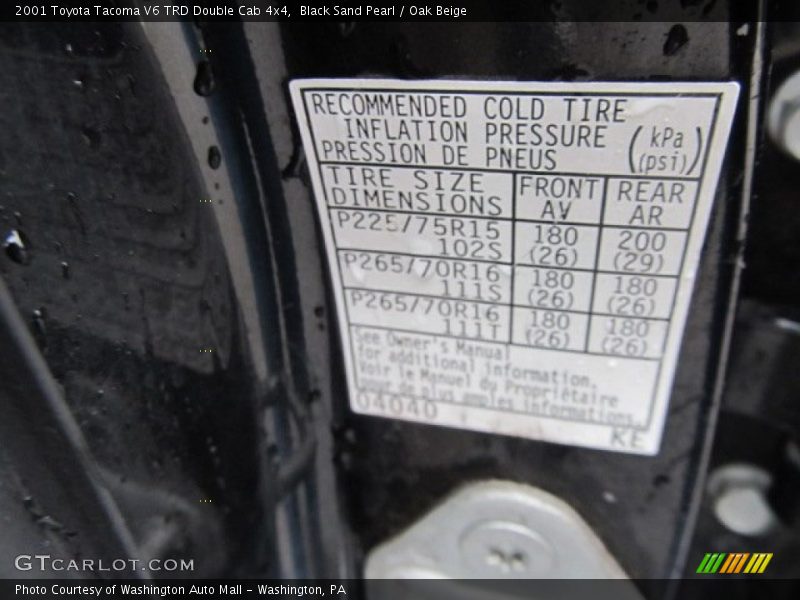 2001 Toyota Tacoma V6 TRD Double Cab 4x4,  Black Sand Pearl / Oak Beige
RECOMMENDED COLD TIRE
INFLATION PRESSURE
PRESSION DE PNEUS
(kPa
(psi))
TIRE SIZE
DIMENSIONS
FRONT
AV
REAR
AR
P225/75R15
102S
180
(26)
200
(29)
P265/70R16
111S
180
(26)
180
(26)
P265/70R16
111T
180
(26)
180
(26)
See Owner's Manual
for additional information.
Voir le Manuel du Propriétaire
pour de plus amples informations.
04040
KE
GTCARLOT.COM
Photo Courtesy of Washington Auto Mall - Washington, PA